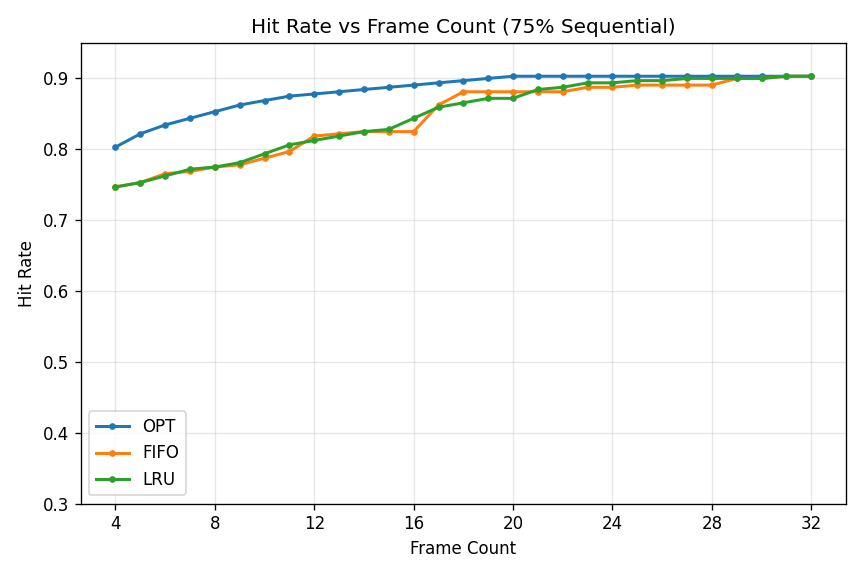 Hit Rate vs Frame Count (75% Sequential)
Hit Rate
0.9
0.8
0.7
0.6
0.5
0.4
0.3
OPT
FIFO
LRU
4 8 12 16 20 24 28 32
Frame Count